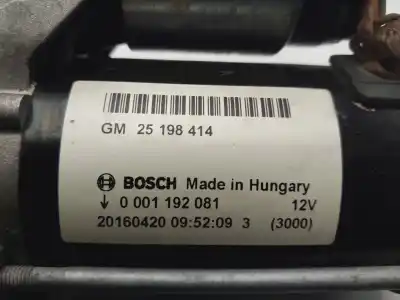 GM 25 198 414
BOSCH Made in Hungary
↓ 0 001 192 081 12V
20160420 09:52:09 3 (3000)